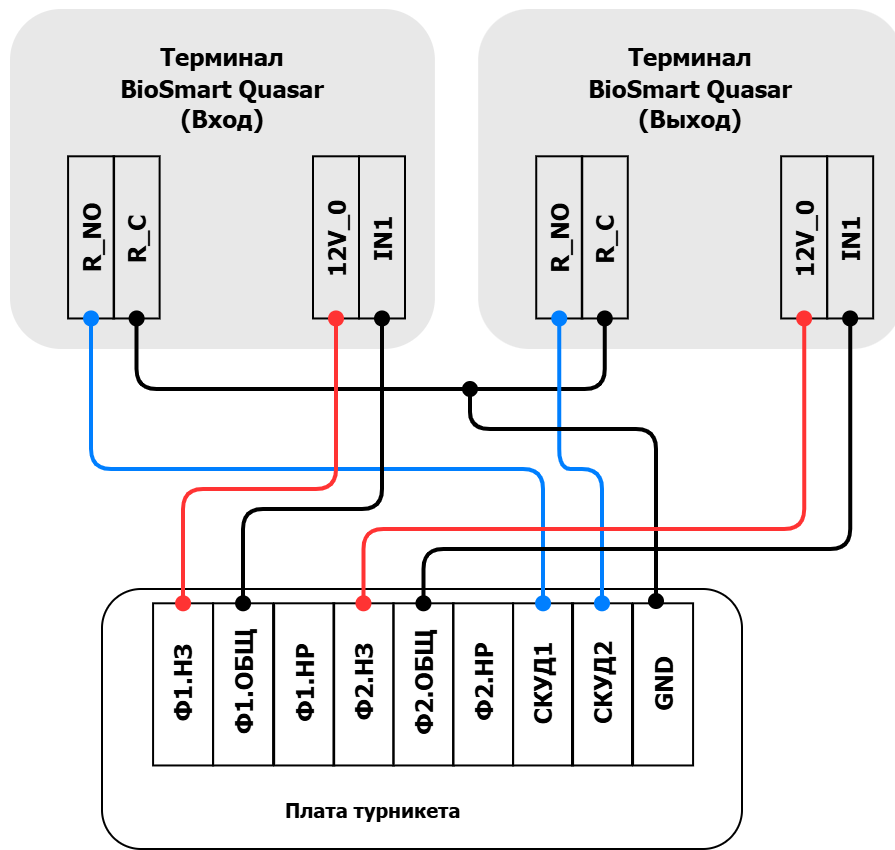 Терминал
BioSmart Quasar
(Вход)
Терминал
BioSmart Quasar
(Выход)
R_NO
R_C
12V_0
IN1
R_NO
R_C
12V_0
IN1
Ф1.НЗ
Ф1.ОБЩ
Ф1.НР
Ф2.НЗ
Ф2.ОБЩ
Ф2.НР
СКУД1
СКУД2
GND
Плата турникета